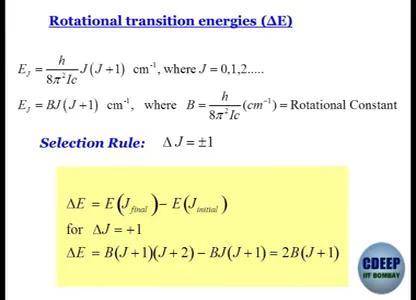 Rotational transition energies (ΔE)
E_J = h/8π²Ic J(J+1) cm⁻¹, where J = 0,1,2.....
E_J = BJ(J+1) cm⁻¹, where B = h/8π²Ic (cm⁻¹) = Rotational Constant
Selection Rule: Δ J = ±1
ΔE = E(J_final) − E(J_initial)
for ΔJ = +1
ΔE = B(J+1)(J+2) − BJ(J+1) = 2B(J+1)
CDEEP
IIT BOMBAY